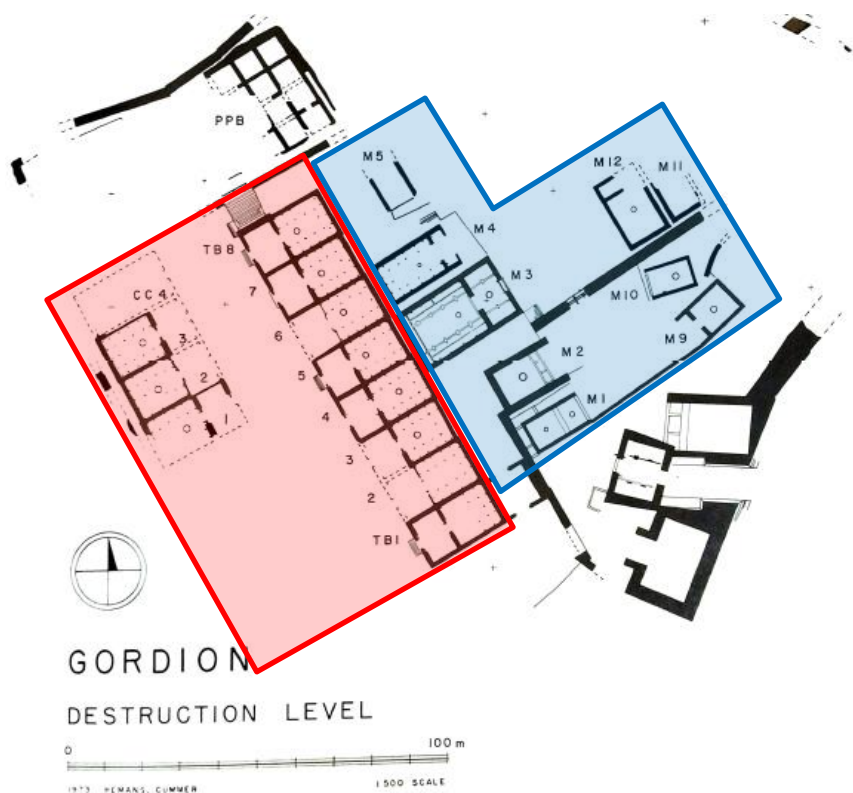 PPB
M5
M12
M11
M4
TB8
M3
CC4
M10
7
3
6
M9
M2
5
2
M1
4
1
3
2
TB1
GORDION
DESTRUCTION LEVEL
0 100 m
1973 HEMANS, CUMMER 1:500 SCALE